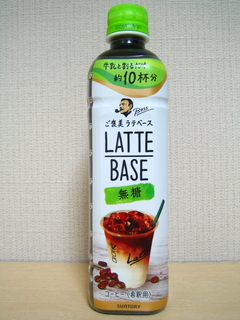 牛乳と割るだけ
約10杯分
Boss
ご褒美ラテベース
LATTE
BASE
無糖
Latte
コーヒー(希釈用)
SUNTORY